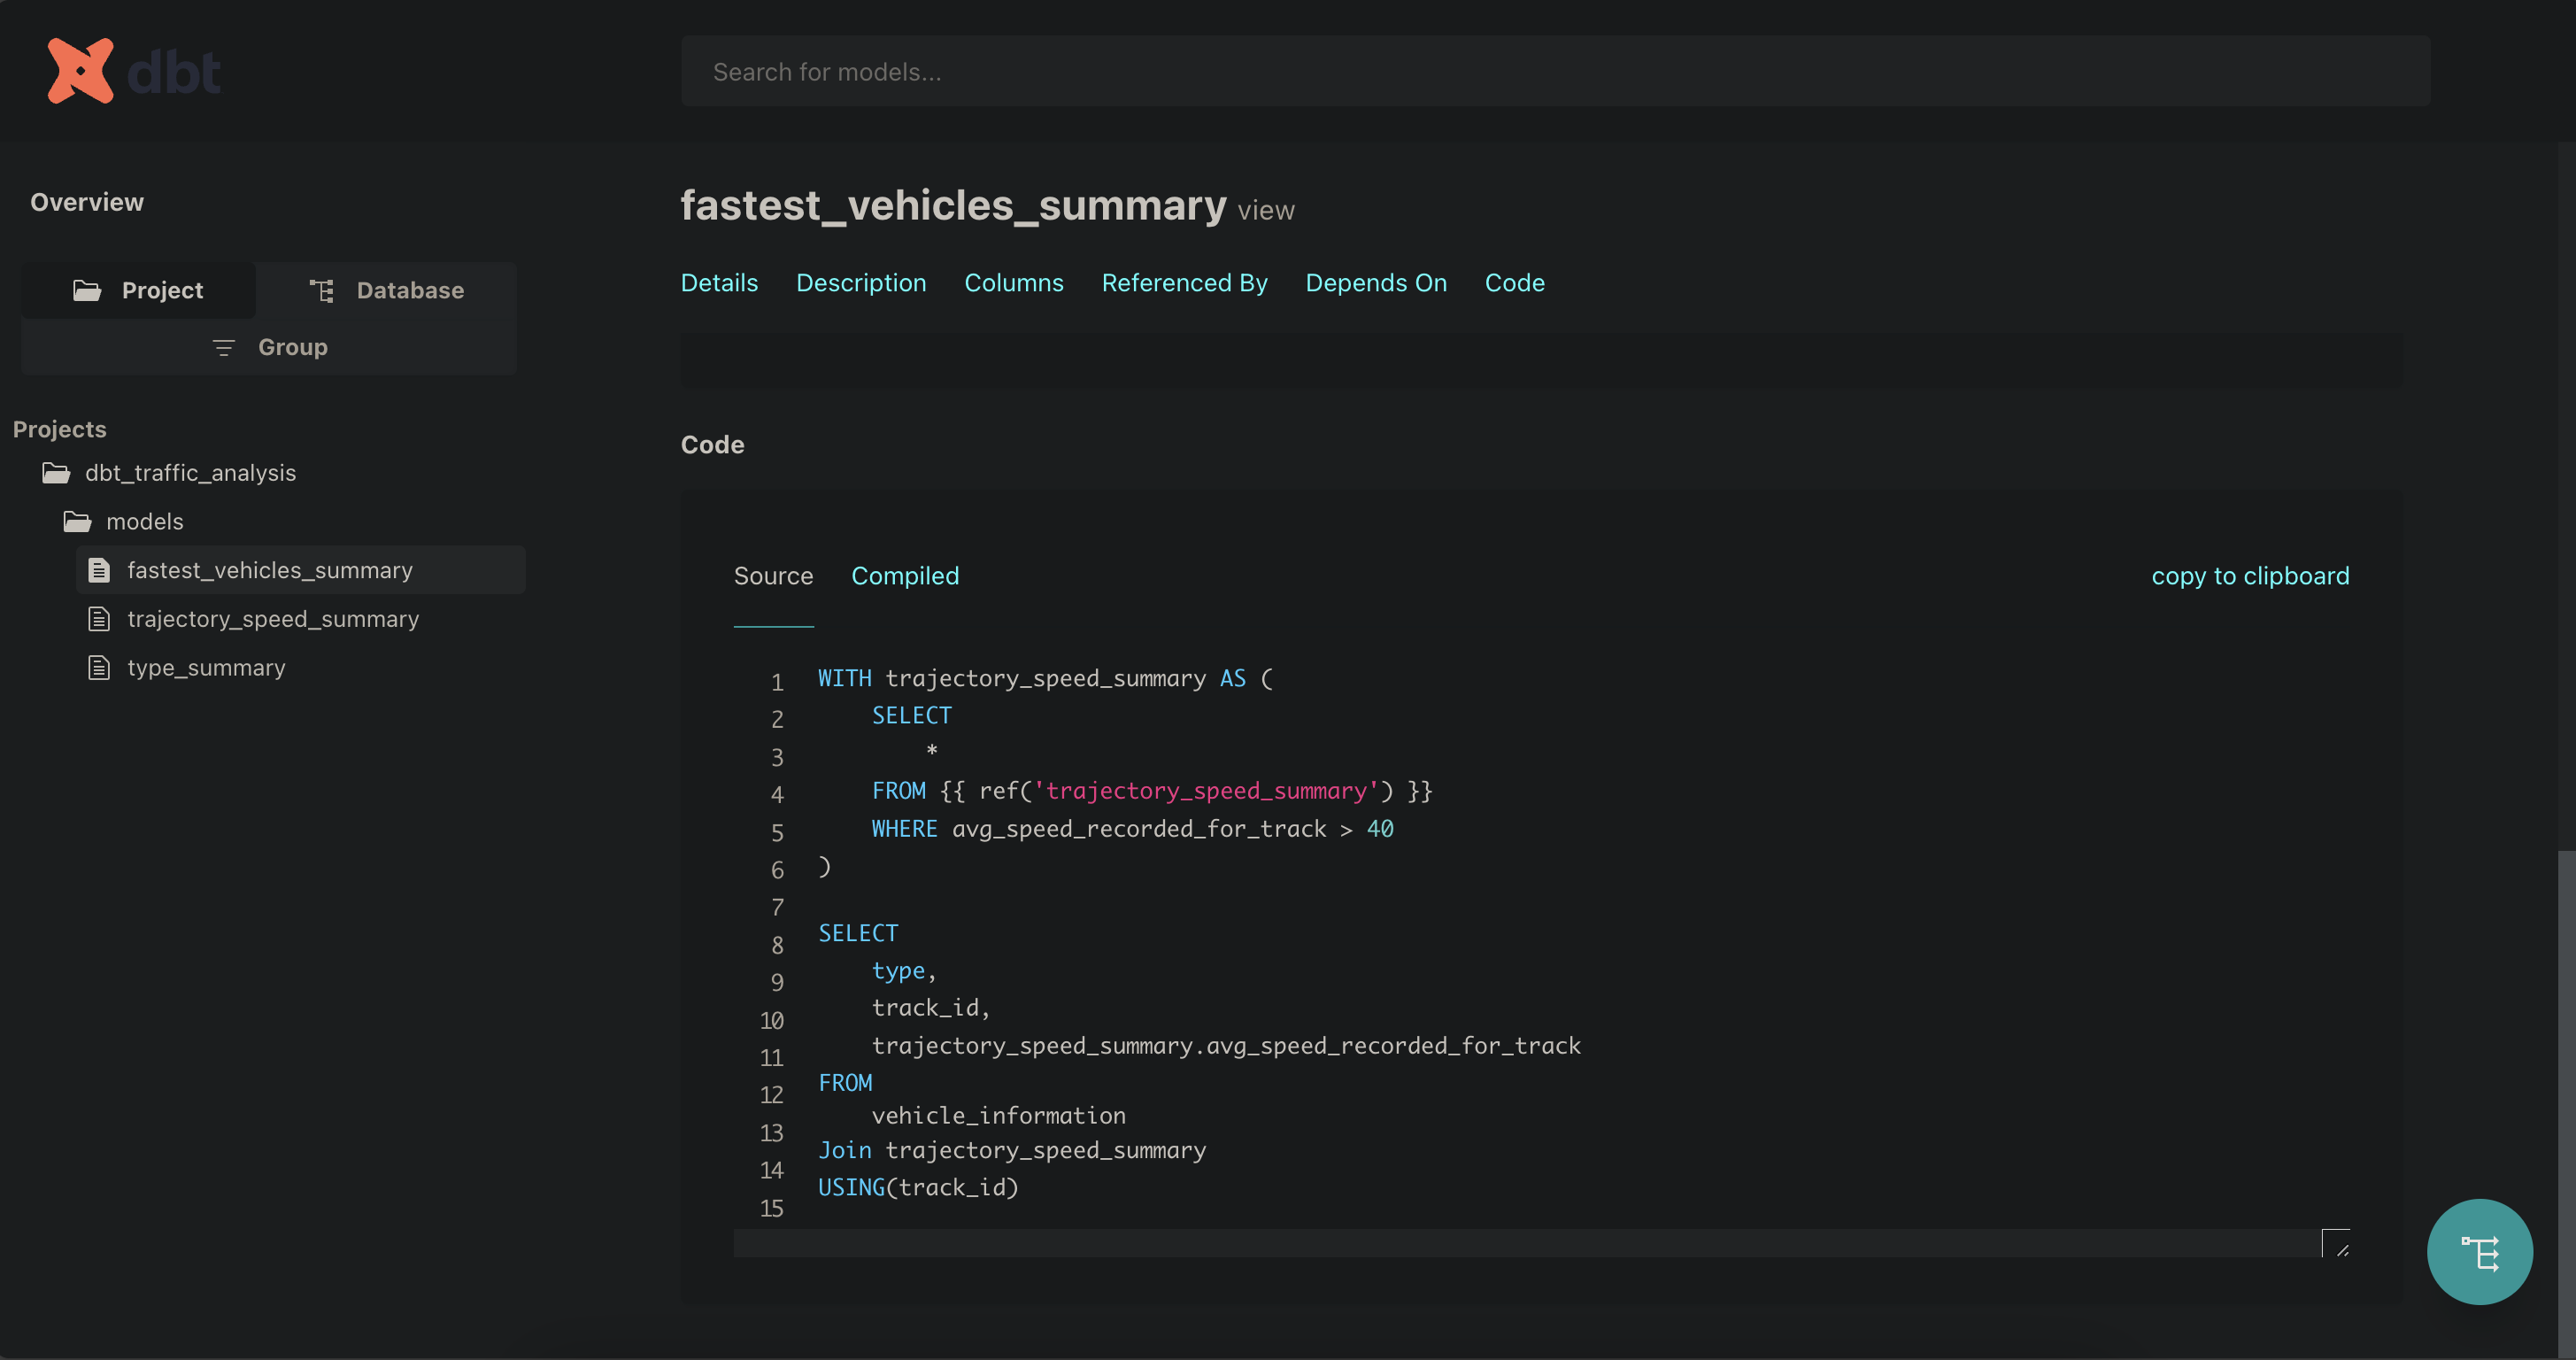 dbt
Search for models...
Overview
Project
Database
Group
Projects
dbt_traffic_analysis
models
fastest_vehicles_summary
trajectory_speed_summary
type_summary
fastest_vehicles_summary view
Details Description Columns Referenced By Depends On Code
Code
Source Compiled copy to clipboard
1 WITH trajectory_speed_summary AS (
2     SELECT
3         *
4     FROM {{ ref('trajectory_speed_summary') }}
5     WHERE avg_speed_recorded_for_track > 40
6 )
7
8 SELECT
9     type,
10     track_id,
11     trajectory_speed_summary.avg_speed_recorded_for_track
12 FROM
13     vehicle_information
14 Join trajectory_speed_summary
15 USING(track_id)